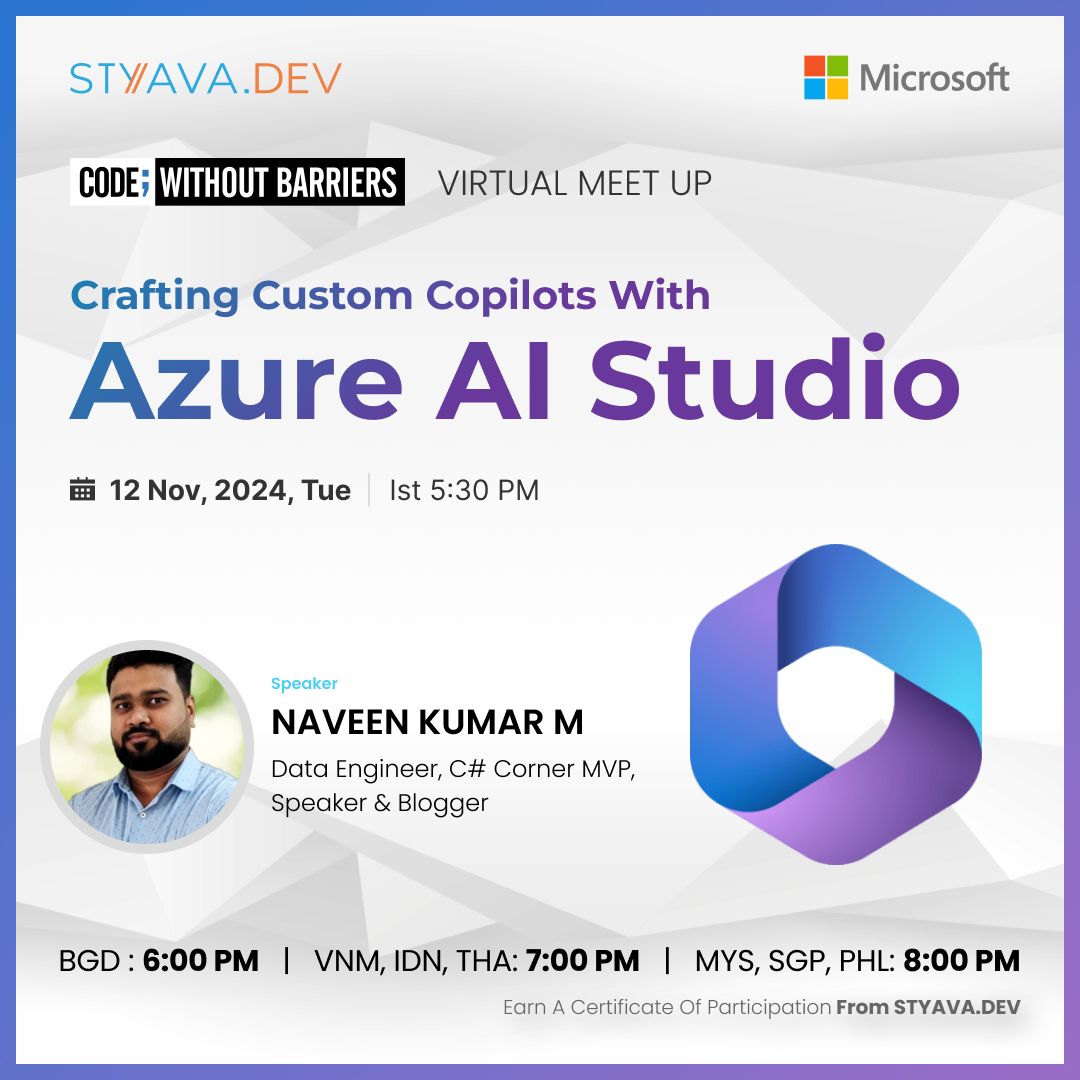 STYAVA.DEV
Microsoft
CODE; WITHOUT BARRIERS
VIRTUAL MEET UP
Crafting Custom Copilots With
Azure AI Studio
12 Nov, 2024, Tue | Ist 5:30 PM
Speaker
NAVEEN KUMAR M
Data Engineer, C# Corner MVP,
Speaker & Blogger
BGD : 6:00 PM | VNM, IDN, THA: 7:00 PM | MYS, SGP, PHL: 8:00 PM
Earn A Certificate Of Participation From STYAVA.DEV